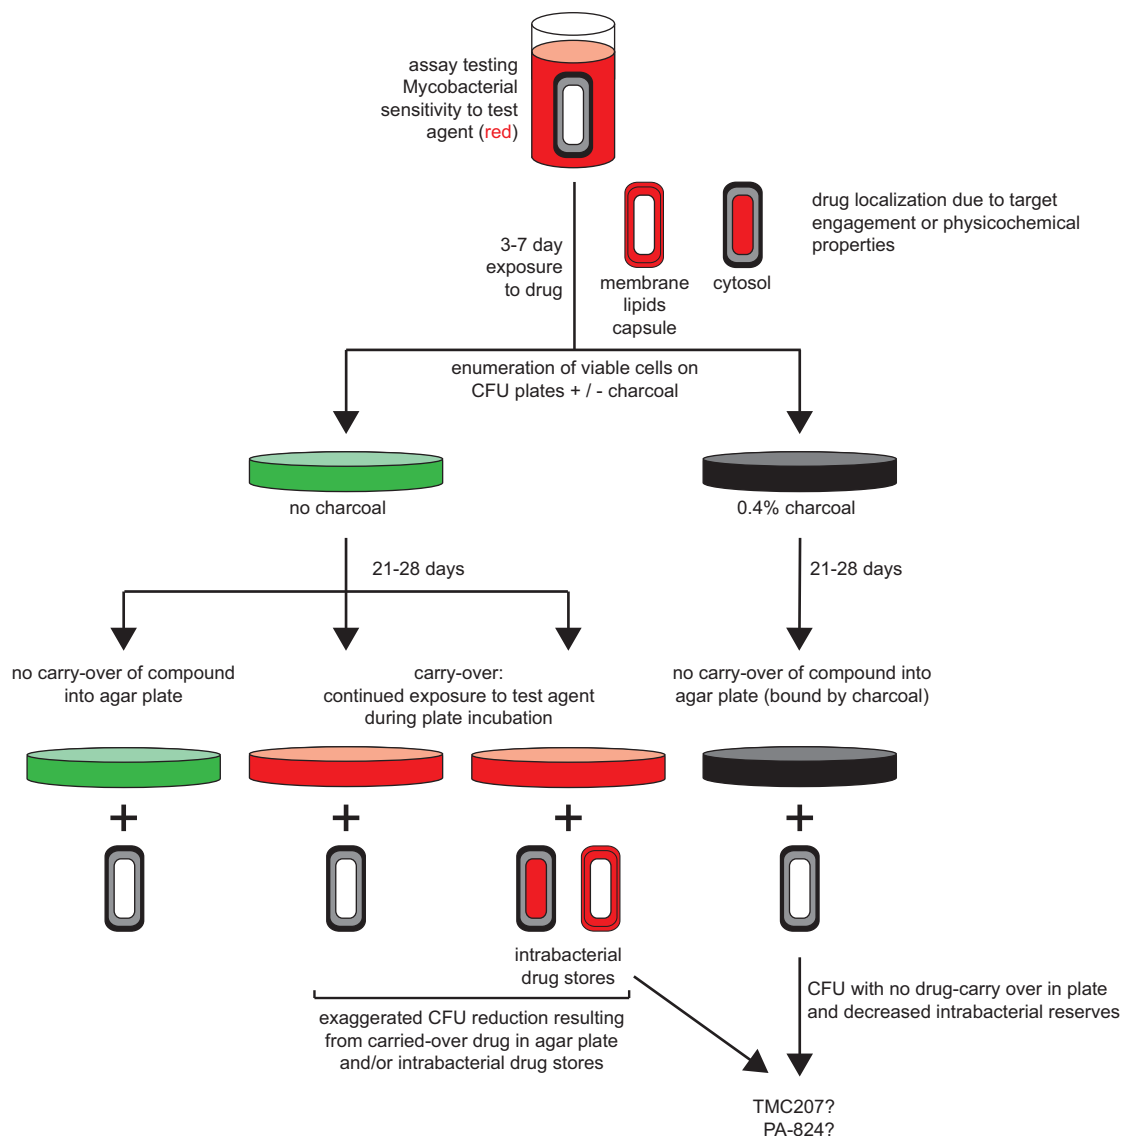 assay testing
Mycobacterial
sensitivity to test
agent (red)
3-7 day
exposure
to drug
membrane
lipids
capsule
cytosol
drug localization due to target
engagement or physicochemical
properties
enumeration of viable cells on
CFU plates + / - charcoal
no charcoal
0.4% charcoal
21-28 days
21-28 days
no carry-over of compound
into agar plate
carry-over:
continued exposure to test agent
during plate incubation
no carry-over of compound into
agar plate (bound by charcoal)
+
+
+
+
intrabacterial
drug stores
exaggerated CFU reduction resulting
from carried-over drug in agar plate
and/or intrabacterial drug stores
CFU with no drug-carry over in plate
and decreased intrabacterial reserves
TMC207?
PA-824?